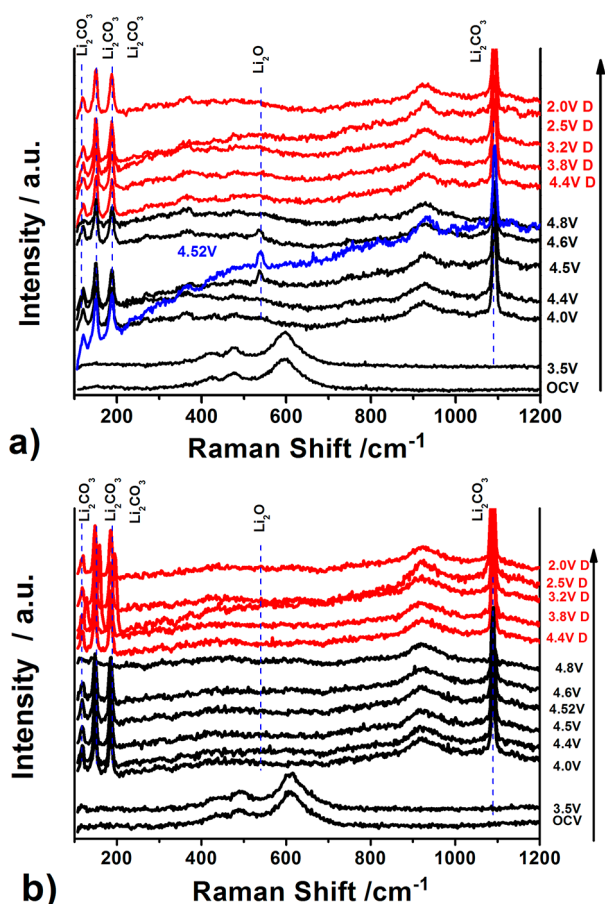 Li2CO3
Li2CO3
Li2CO3
Li2O
Li2CO3
2.0V D
2.5V D
3.2V D
3.8V D
4.4V D
4.8V
4.6V
4.52V
4.5V
4.4V
4.0V
3.5V
OCV
Intensity / a.u.
200 400 600 800 1000 1200
Raman Shift /cm-1
a)
Li2CO3
Li2CO3
Li2CO3
Li2O
Li2CO3
2.0V D
2.5V D
3.2V D
3.8V D
4.4V D
4.8V
4.6V
4.52V
4.5V
4.4V
4.0V
3.5V
OCV
Intensity / a.u.
200 400 600 800 1000 1200
Raman Shift /cm-1
b)